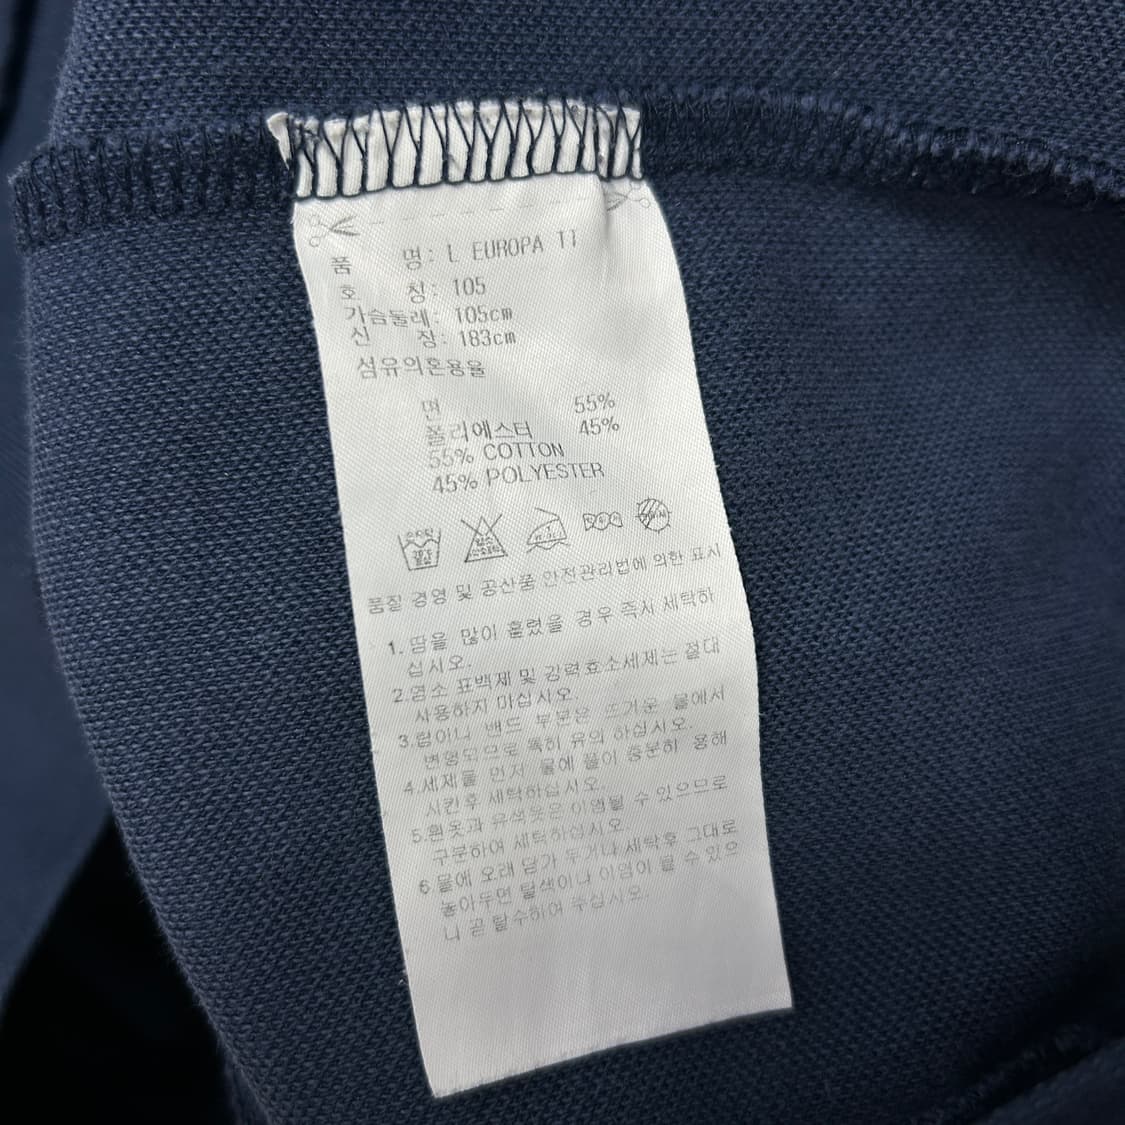 품 명: L EUROPA TI
호 칭: 105
가슴둘레: 105cm
신 장: 183cm
섬유의혼용율
면 55%
폴리에스터 45%
55% COTTON
45% POLYESTER
품질 경영 및 공산품 안전관리법에 의한 표시
1. 땀을 많이 흘렸을 경우 즉시 세탁하
십시오.
2.염소 표백제 및 강력효소세제는 절대
사용하지 마십시오.
3.럽이나 밴드 부분은 뜨거운 물에서
변형되므로 특히 유의 하십시오.
4.세제를 먼저 물에 풀어 충분히 용해
시킨후 세탁하십시오.
5.흰옷과 유색옷은 이염될 수 있으므로
구분하여 세탁하십시오.
6 물에 오래 담가 두거나 세탁후 그대로
놓아두면 탈색이나 이염이 될 수 있으
니 곧 탈수하여 주십시오.